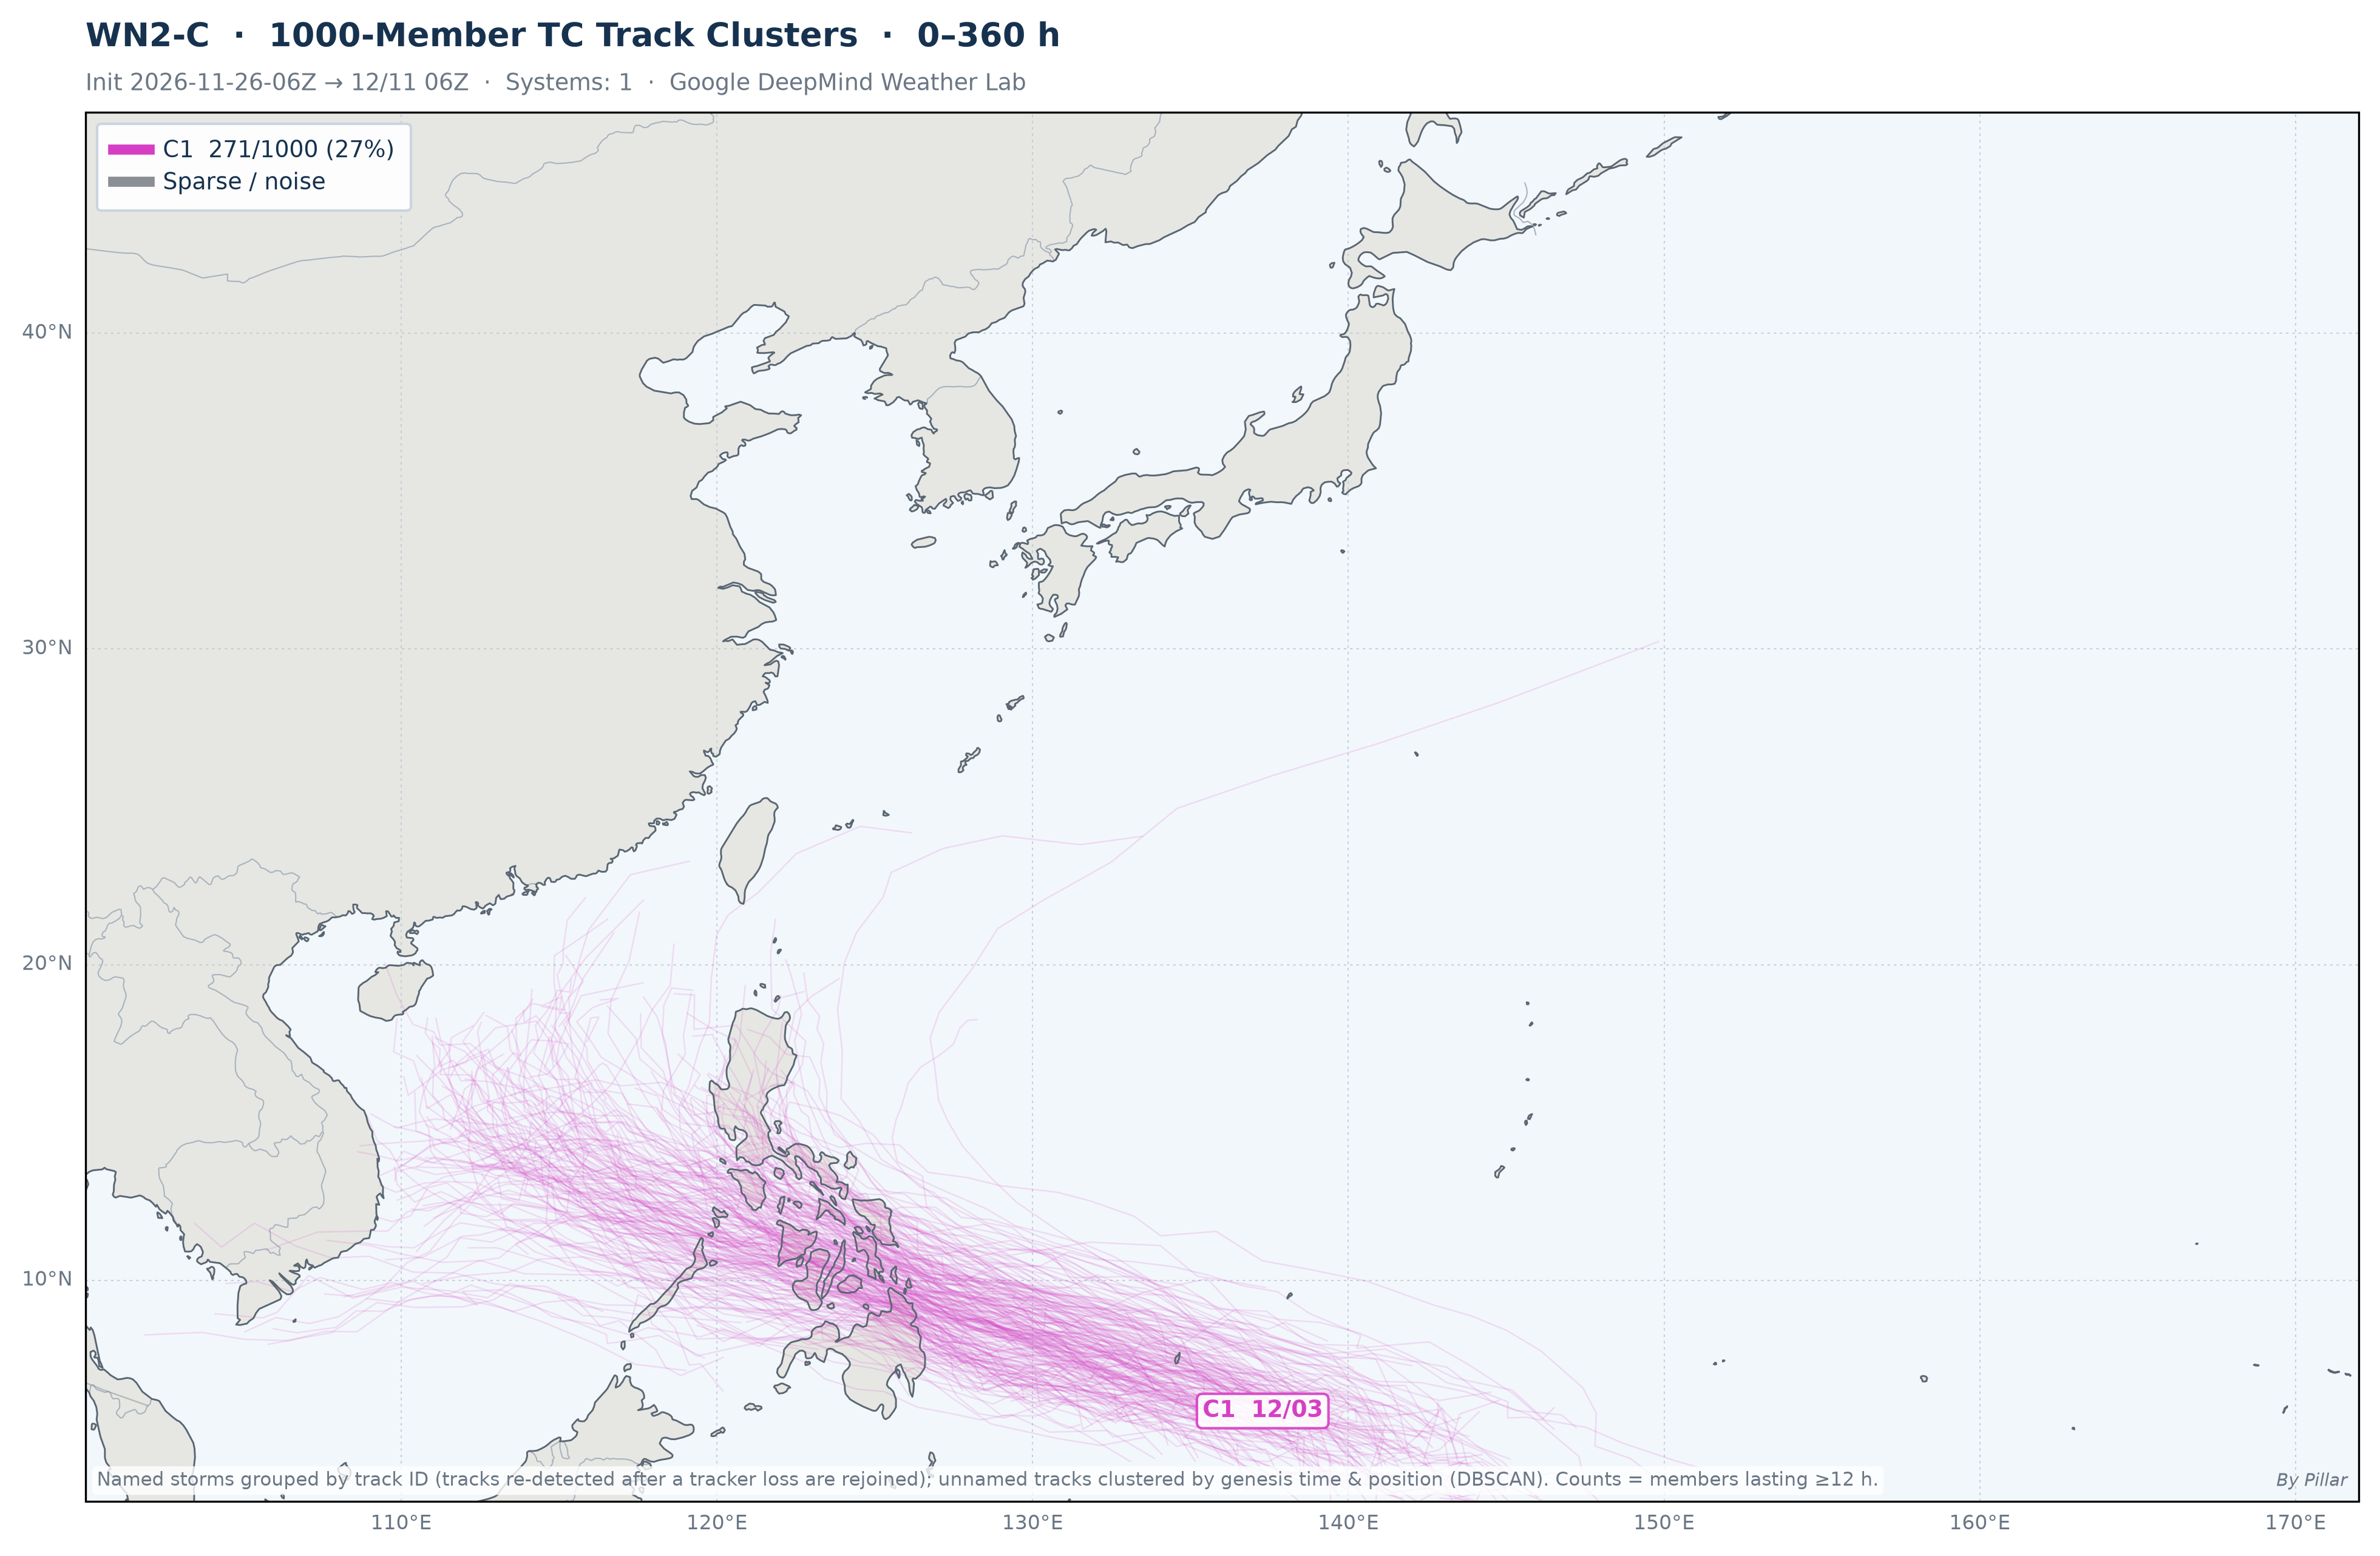 WN2-C · 1000-Member TC Track Clusters · 0–360 h
Init 2026-11-26-06Z → 12/11 06Z · Systems: 1 · Google DeepMind Weather Lab
C1 271/1000 (27%)
Sparse / noise
40°N
30°N
20°N
10°N
C1 12/03
Named storms grouped by track ID (tracks re-detected after a tracker loss are rejoined); unnamed tracks clustered by genesis time & position (DBSCAN). Counts = members lasting ≥12 h.
By Pillar
110°E 120°E 130°E 140°E 150°E 160°E 170°E